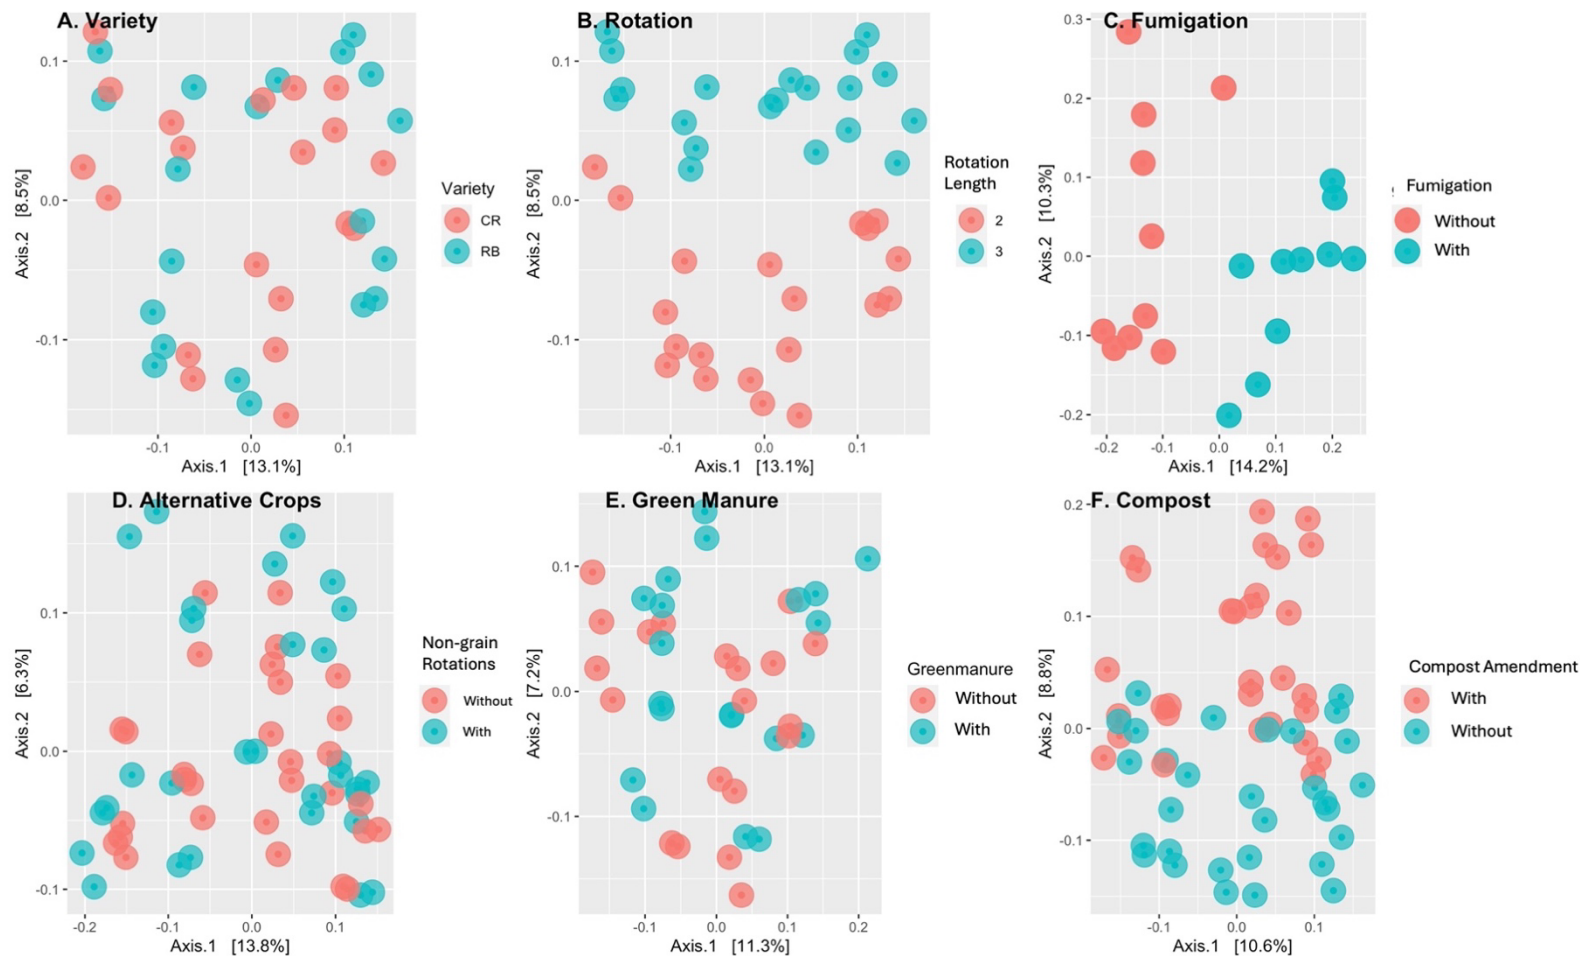 A. Variety
0.1
0.0
-0.1
Axis.2 [8.5%]
-0.1 0.0 0.1
Axis.1 [13.1%]
Variety
CR
RB
B. Rotation
0.1
0.0
-0.1
Axis.2 [8.5%]
-0.1 0.0 0.1
Axis.1 [13.1%]
Rotation
Length
2
3
C. Fumigation
0.3
0.2
0.1
0.0
-0.1
-0.2
Axis.2 [10.3%]
-0.2 -0.1 0.0 0.1 0.2
Axis.1 [14.2%]
Fumigation
Without
With
D. Alternative Crops
0.1
0.0
-0.1
Axis.2 [6.3%]
-0.2 -0.1 0.0 0.1
Axis.1 [13.8%]
Non-grain
Rotations
Without
With
E. Green Manure
0.1
0.0
-0.1
Axis.2 [7.2%]
-0.1 0.0 0.1 0.2
Axis.1 [11.3%]
Greenmanure
Without
With
F. Compost
0.2
0.1
0.0
-0.1
Axis.2 [8.8%]
-0.1 0.0 0.1
Axis.1 [10.6%]
Compost Amendment
With
Without